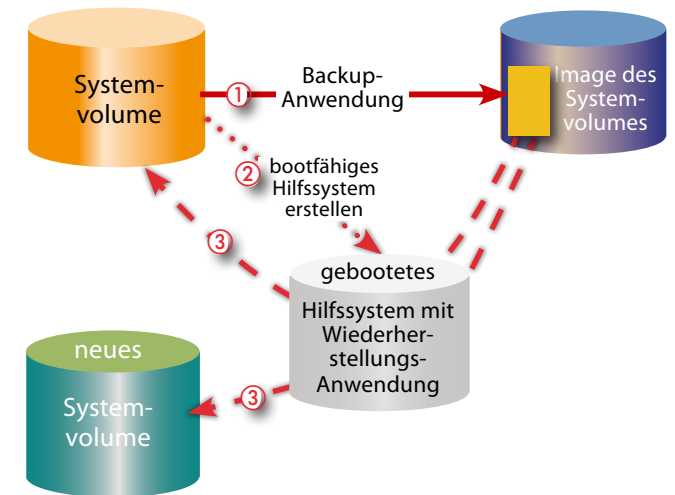 System-
volume
①
Backup-
Anwendung
Image des
System-
volumes
②
bootfähiges
Hilfssystem
erstellen
③
gebootetes
Hilfssystem mit
Wiederher-
stellungs-
Anwendung
neues
System-
volume
③